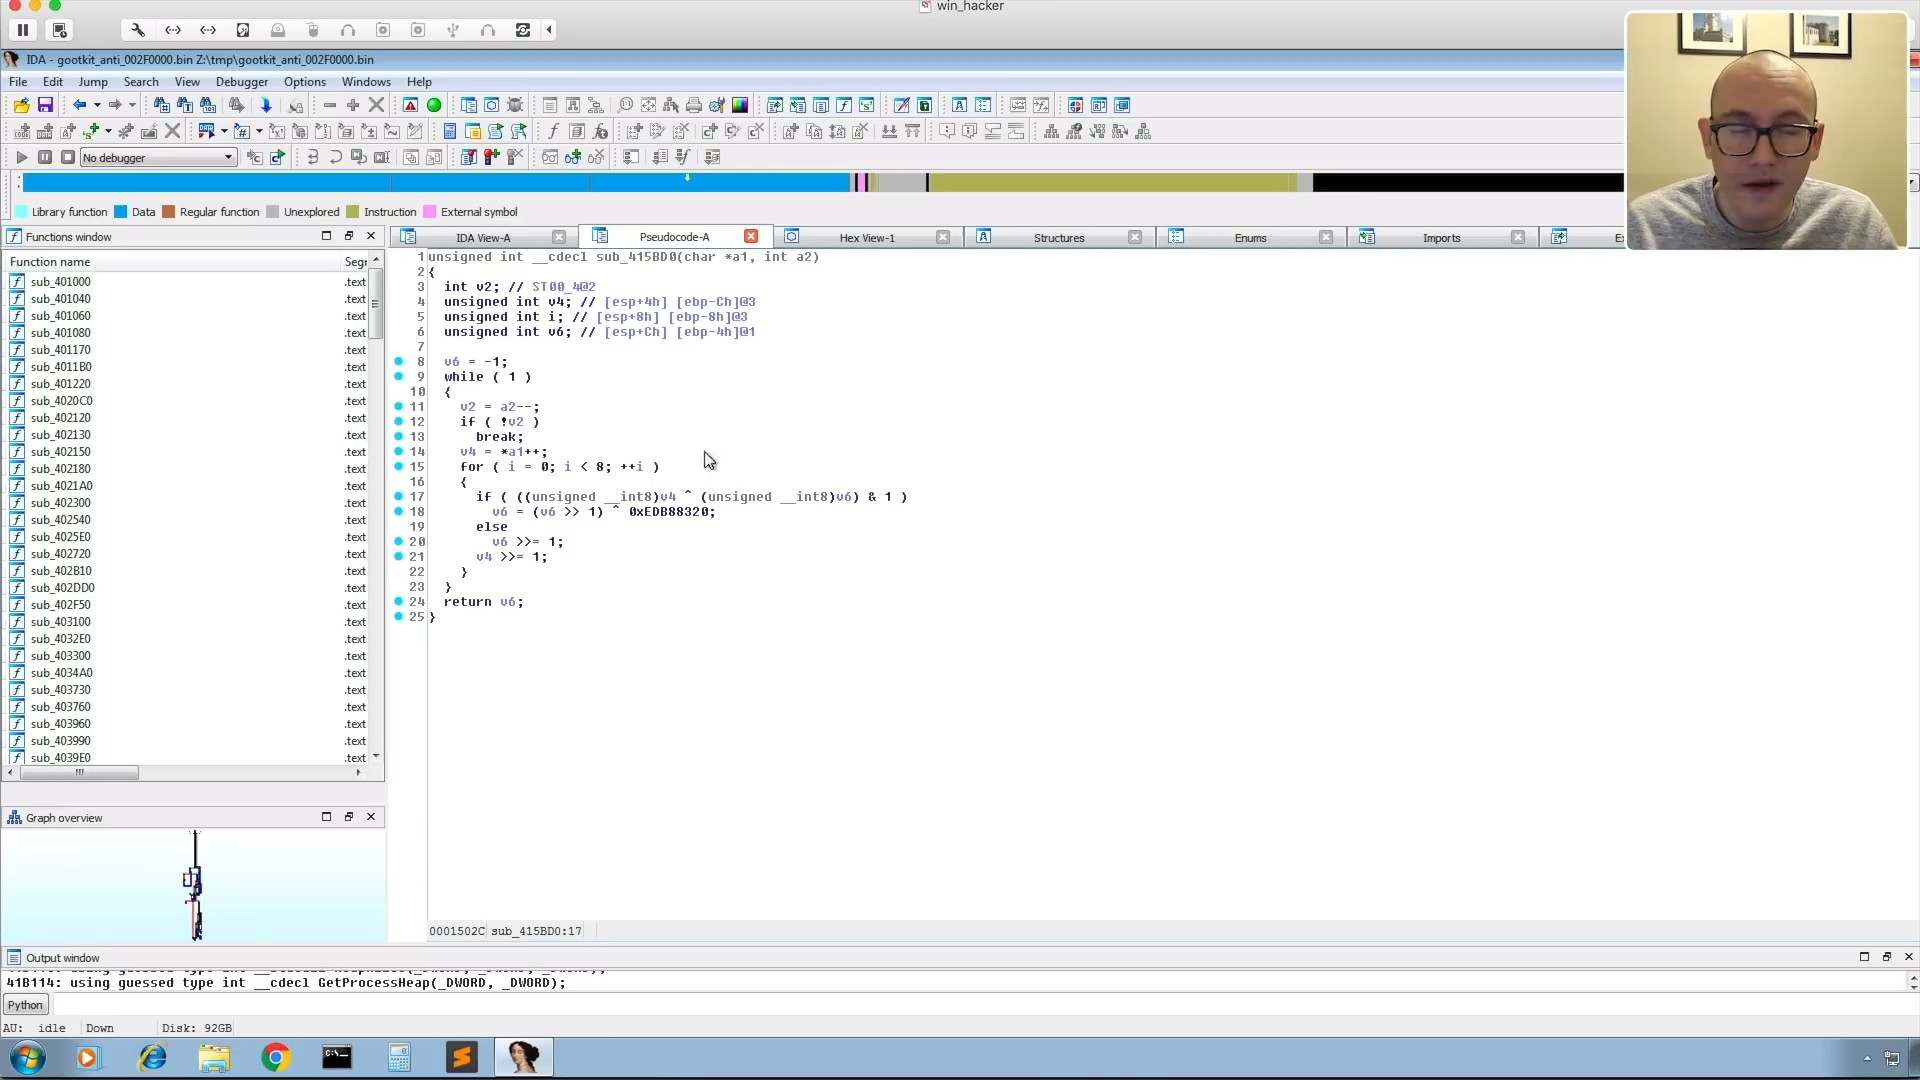 win_hacker
IDA - gootkit_anti_002F0000.bin Z:\tmp\gootkit_anti_002F0000.bin
File Edit Jump Search View Debugger Options Windows Help
No debugger
Library function Data Regular function Unexplored Instruction External symbol
Functions window
IDA View-A Pseudocode-A Hex View-1 Structures Enums Imports
Function name Segr
sub_401000 .text
sub_401040 .text
sub_401060 .text
sub_401080 .text
sub_401170 .text
sub_4011B0 .text
sub_401220 .text
sub_4020C0 .text
sub_402120 .text
sub_402130 .text
sub_402150 .text
sub_402180 .text
sub_4021A0 .text
sub_402300 .text
sub_402540 .text
sub_4025E0 .text
sub_402720 .text
sub_402B10 .text
sub_402DD0 .text
sub_402F50 .text
sub_403100 .text
sub_4032E0 .text
sub_403300 .text
sub_4034A0 .text
sub_403730 .text
sub_403760 .text
sub_403960 .text
sub_403990 .text
sub_4039E0 .text
1 unsigned int __cdecl sub_415BD0(char *a1, int a2)
2 {
3 int v2; // ST00_4@2
4 unsigned int v4; // [esp+4h] [ebp-Ch]@3
5 unsigned int i; // [esp+8h] [ebp-8h]@3
6 unsigned int v6; // [esp+Ch] [ebp-4h]@1
7
8 v6 = -1;
9 while ( 1 )
10 {
11 v2 = a2--;
12 if ( !v2 )
13 break;
14 v4 = *a1++;
15 for ( i = 0; i < 8; ++i )
16 {
17 if ( ((unsigned __int8)v4 ^ (unsigned __int8)v6) & 1 )
18 v6 = (v6 >> 1) ^ 0xEDB88320;
19 else
20 v6 >>= 1;
21 v4 >>= 1;
22 }
23 }
24 return v6;
25 }
Graph overview
0001502C sub_415BD0:17
Output window
41B114: using guessed type int __cdecl GetProcessHeap(_DWORD, _DWORD);
Python
AU: idle Down Disk: 92GB